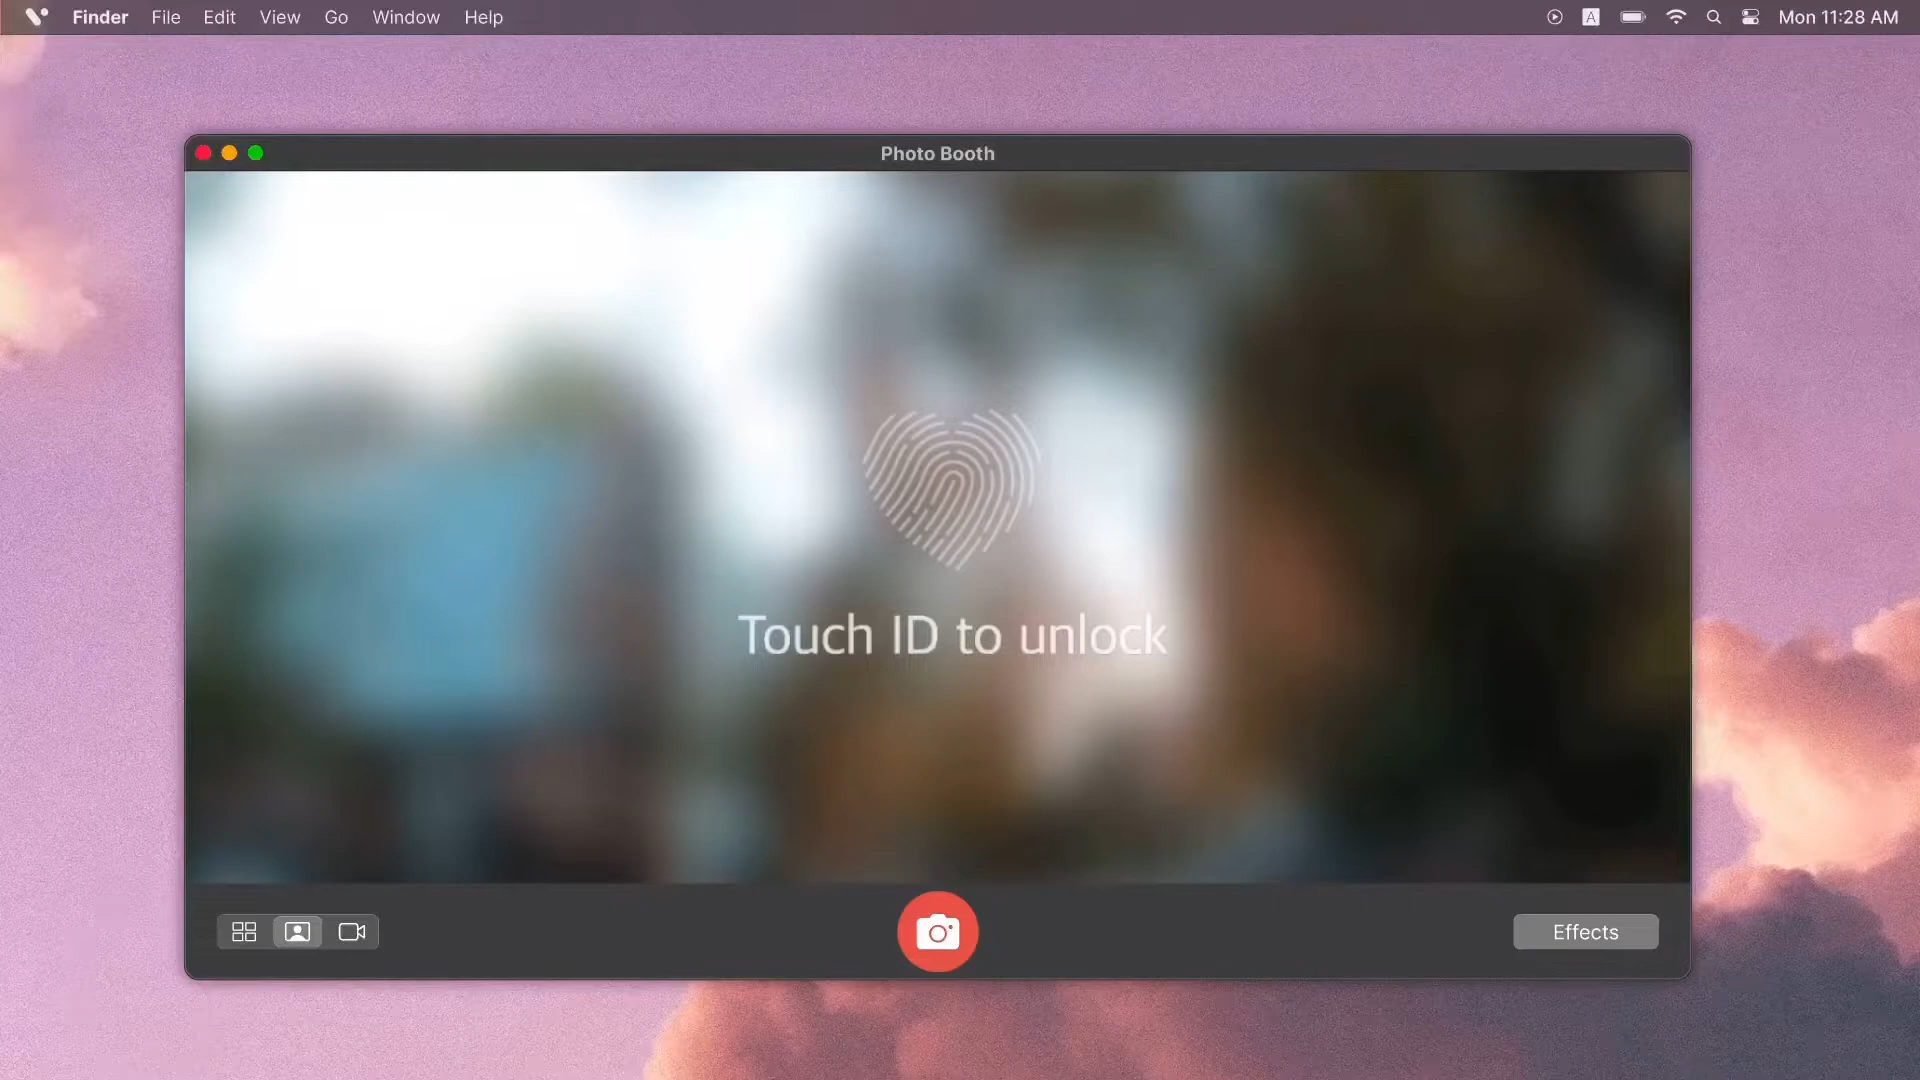 Finder File Edit View Go Window Help A Mon 11:28 AM
Photo Booth
Touch ID to unlock
Effects